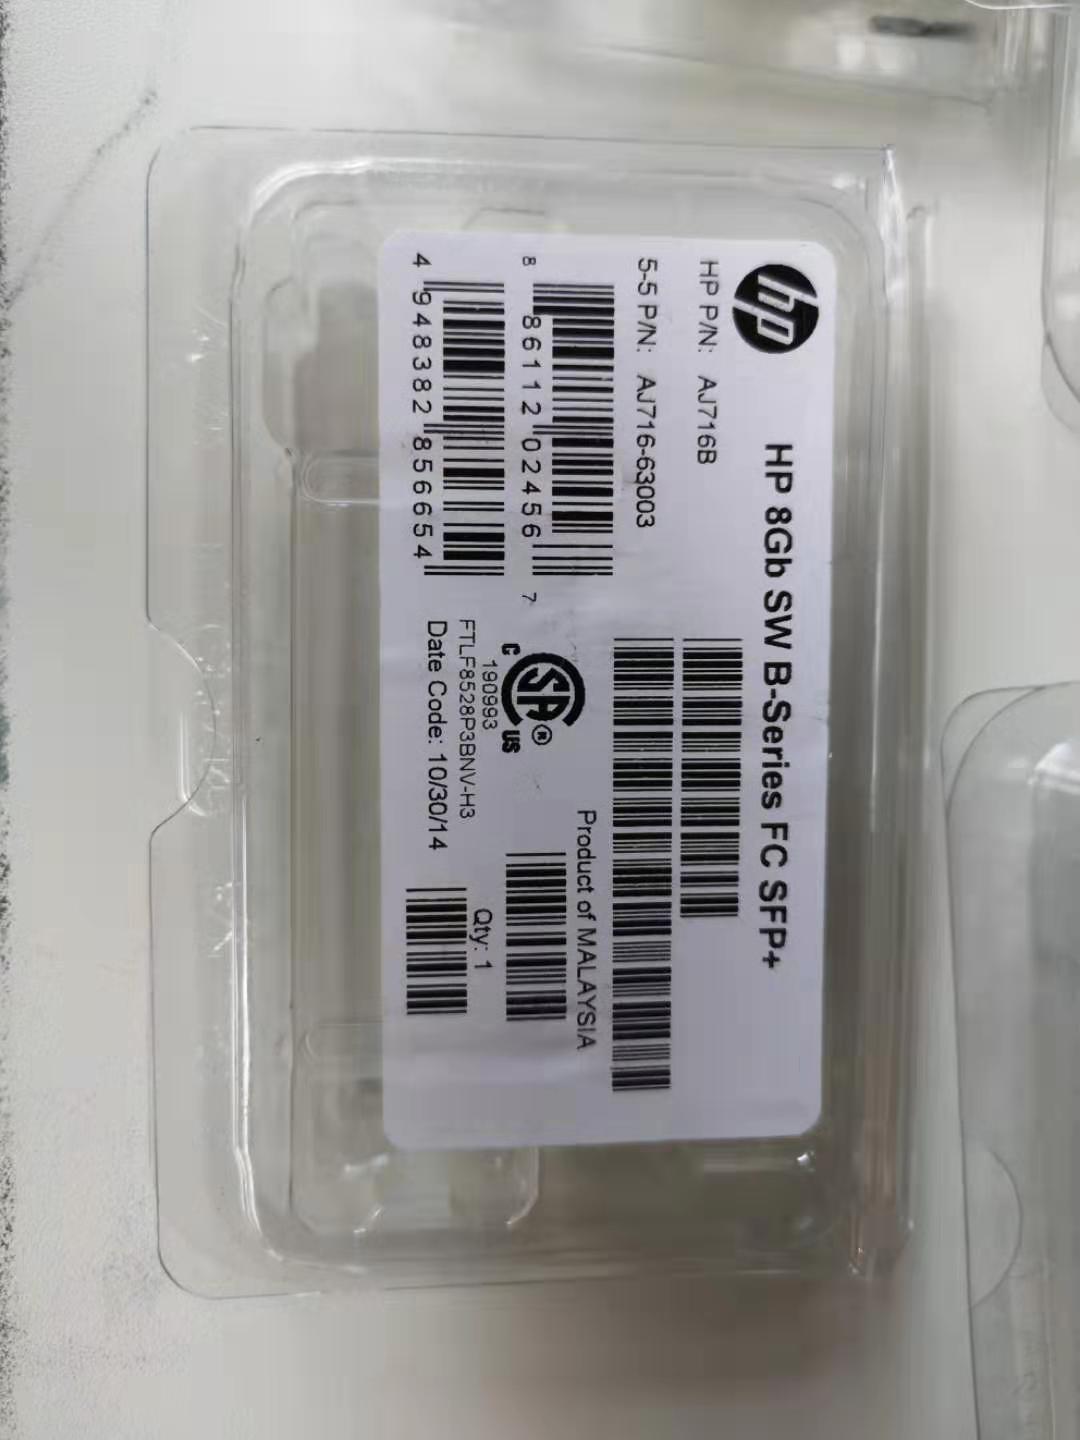 hp
HP 8Gb SW B-Series FC SFP+
HP P/N: AJ716B
5-5 P/N: AJ716-63003
8 86112 02456 7
4 948382 856654
C SA® US
190993
FTLF8528P3BNV-H3
Date Code: 10/30/14
Product of MALAYSIA
Qty: 1